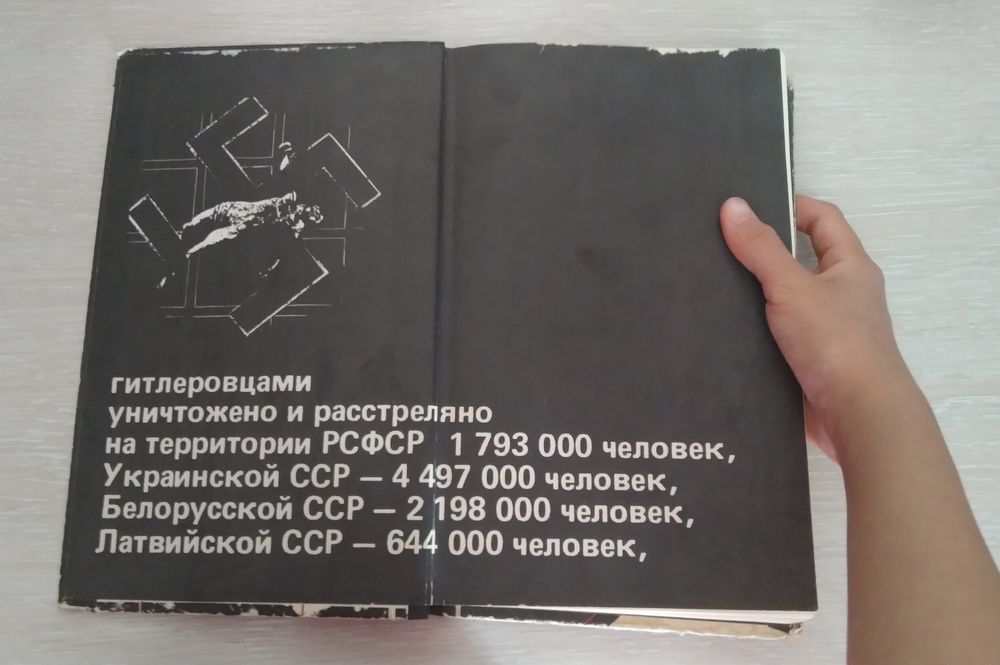 гитлеровцами
уничтожено и расстреляно
на территории РСФСР 1 793 000 человек,
Украинской ССР – 4 497 000 человек,
Белорусской ССР – 2 198 000 человек,
Латвийской ССР – 644 000 человек,